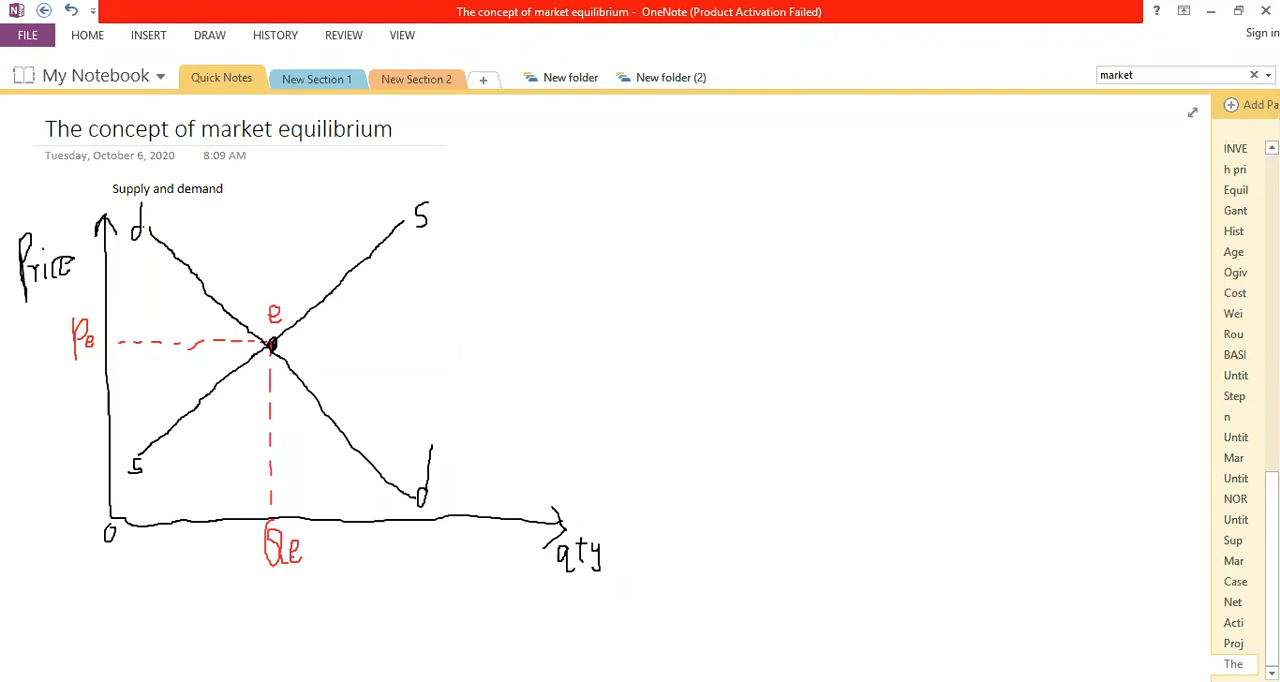 The concept of market equilibrium - OneNote (Product Activation Failed)
?
FILE HOME INSERT DRAW HISTORY REVIEW VIEW
Sign in
My Notebook Quick Notes New Section 1 New Section 2 + New folder New folder (2)
market
Add Pa
The concept of market equilibrium
Tuesday, October 6, 2020 8:09 AM
Supply and demand
d
S
Price
e
Pe
s
d
o
Qe
qty
INVE
h pri
Equil
Gant
Hist
Age
Ogiv
Cost
Wei
Rou
BASI
Untit
Step
n
Untit
Mar
Untit
NOR
Untit
Sup
Mar
Case
Net
Acti
Proj
The